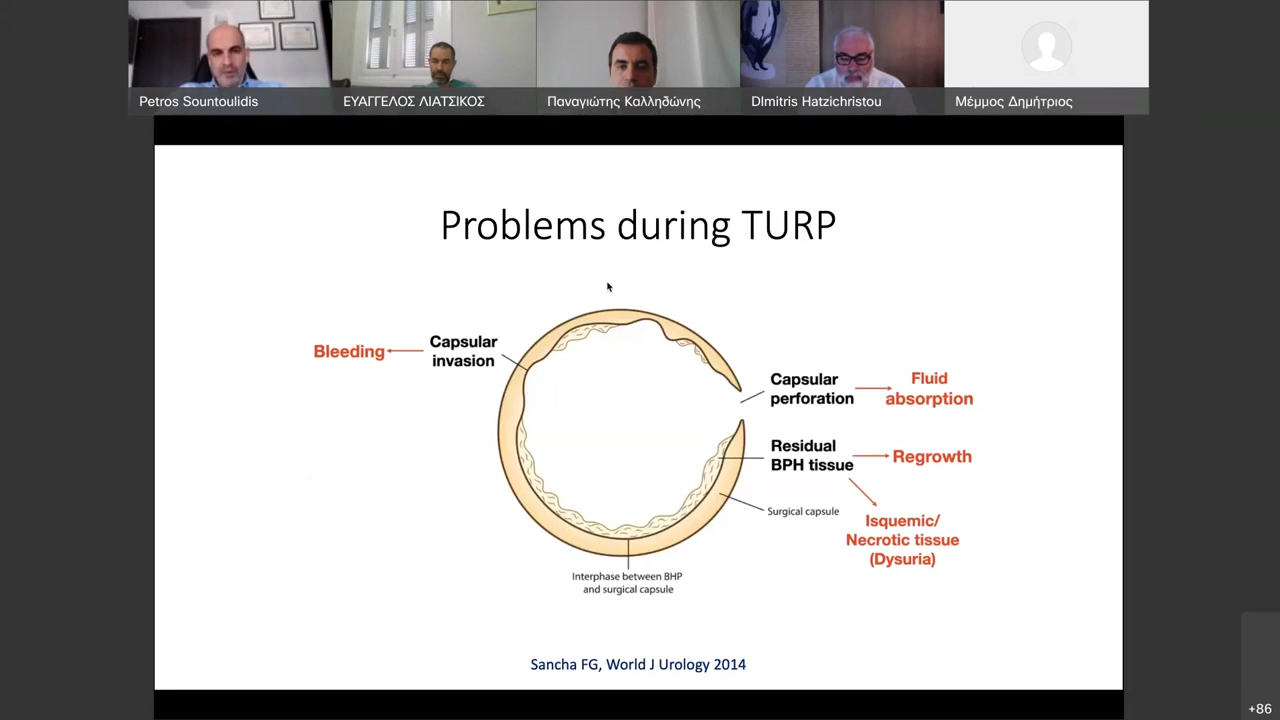 Petros Sountoulidis
ΕΥΑΓΓΕΛΟΣ ΛΙΑΤΣΙΚΟΣ
Παναγιώτης Καλληδώνης
DImitris Hatzichristou
Μέμμος Δημήτριος
Problems during TURP
Bleeding
Capsular
invasion
Capsular
perforation
Fluid
absorption
Residual
BPH tissue
Regrowth
Surgical capsule
Isquemic/
Necrotic tissue
(Dysuria)
Interphase between BHP
and surgical capsule
Sancha FG, World J Urology 2014
+86